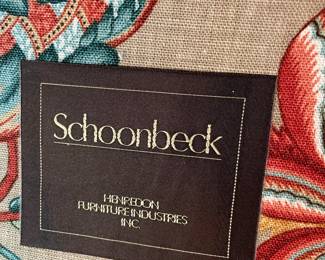 Schoonbeck
HENREDON
FURNITURE INDUSTRIES
INC.